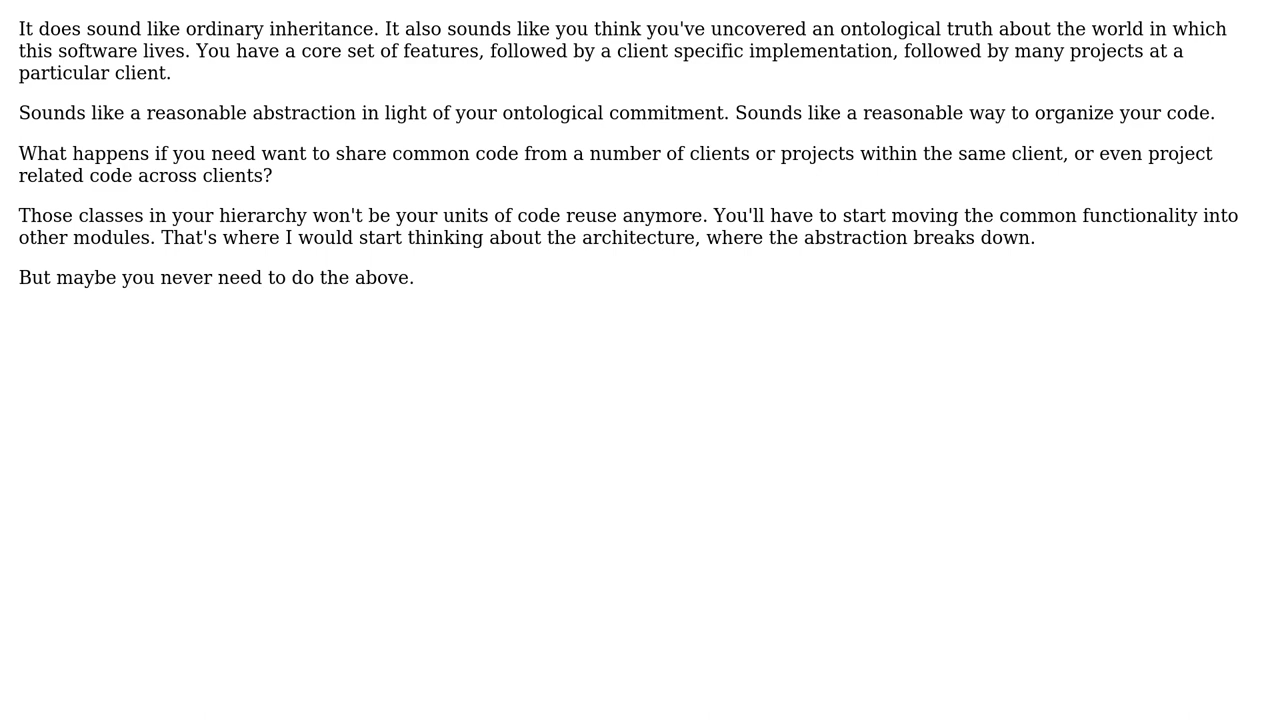 It does sound like ordinary inheritance. It also sounds like you think you've uncovered an ontological truth about the world in which
this software lives. You have a core set of features, followed by a client specific implementation, followed by many projects at a
particular client.
Sounds like a reasonable abstraction in light of your ontological commitment. Sounds like a reasonable way to organize your code.
What happens if you need want to share common code from a number of clients or projects within the same client, or even project
related code across clients?
Those classes in your hierarchy won't be your units of code reuse anymore. You'll have to start moving the common functionality into
other modules. That's where I would start thinking about the architecture, where the abstraction breaks down.
But maybe you never need to do the above.